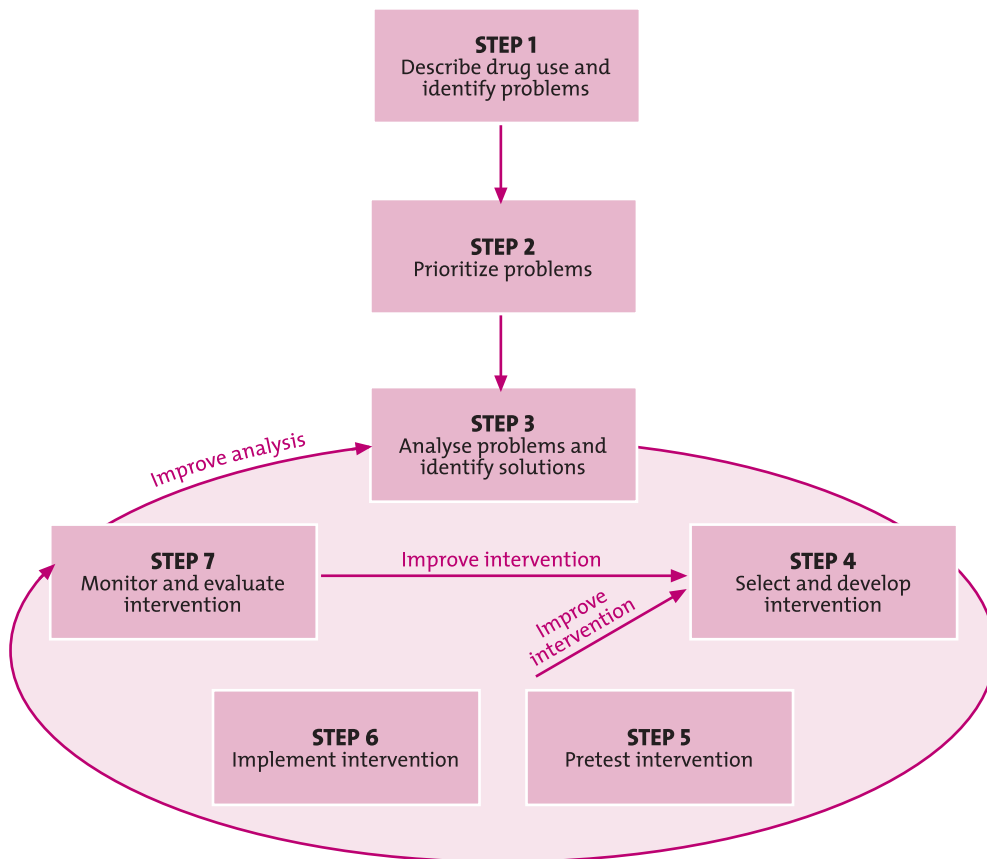 STEP 1
Describe drug use and
identify problems
STEP 2
Prioritize problems
STEP 3
Analyse problems and
identify solutions
Improve analysis
STEP 7
Monitor and evaluate
intervention
Improve intervention
STEP 4
Select and develop
intervention
Improve
intervention
STEP 6
Implement intervention
STEP 5
Pretest intervention